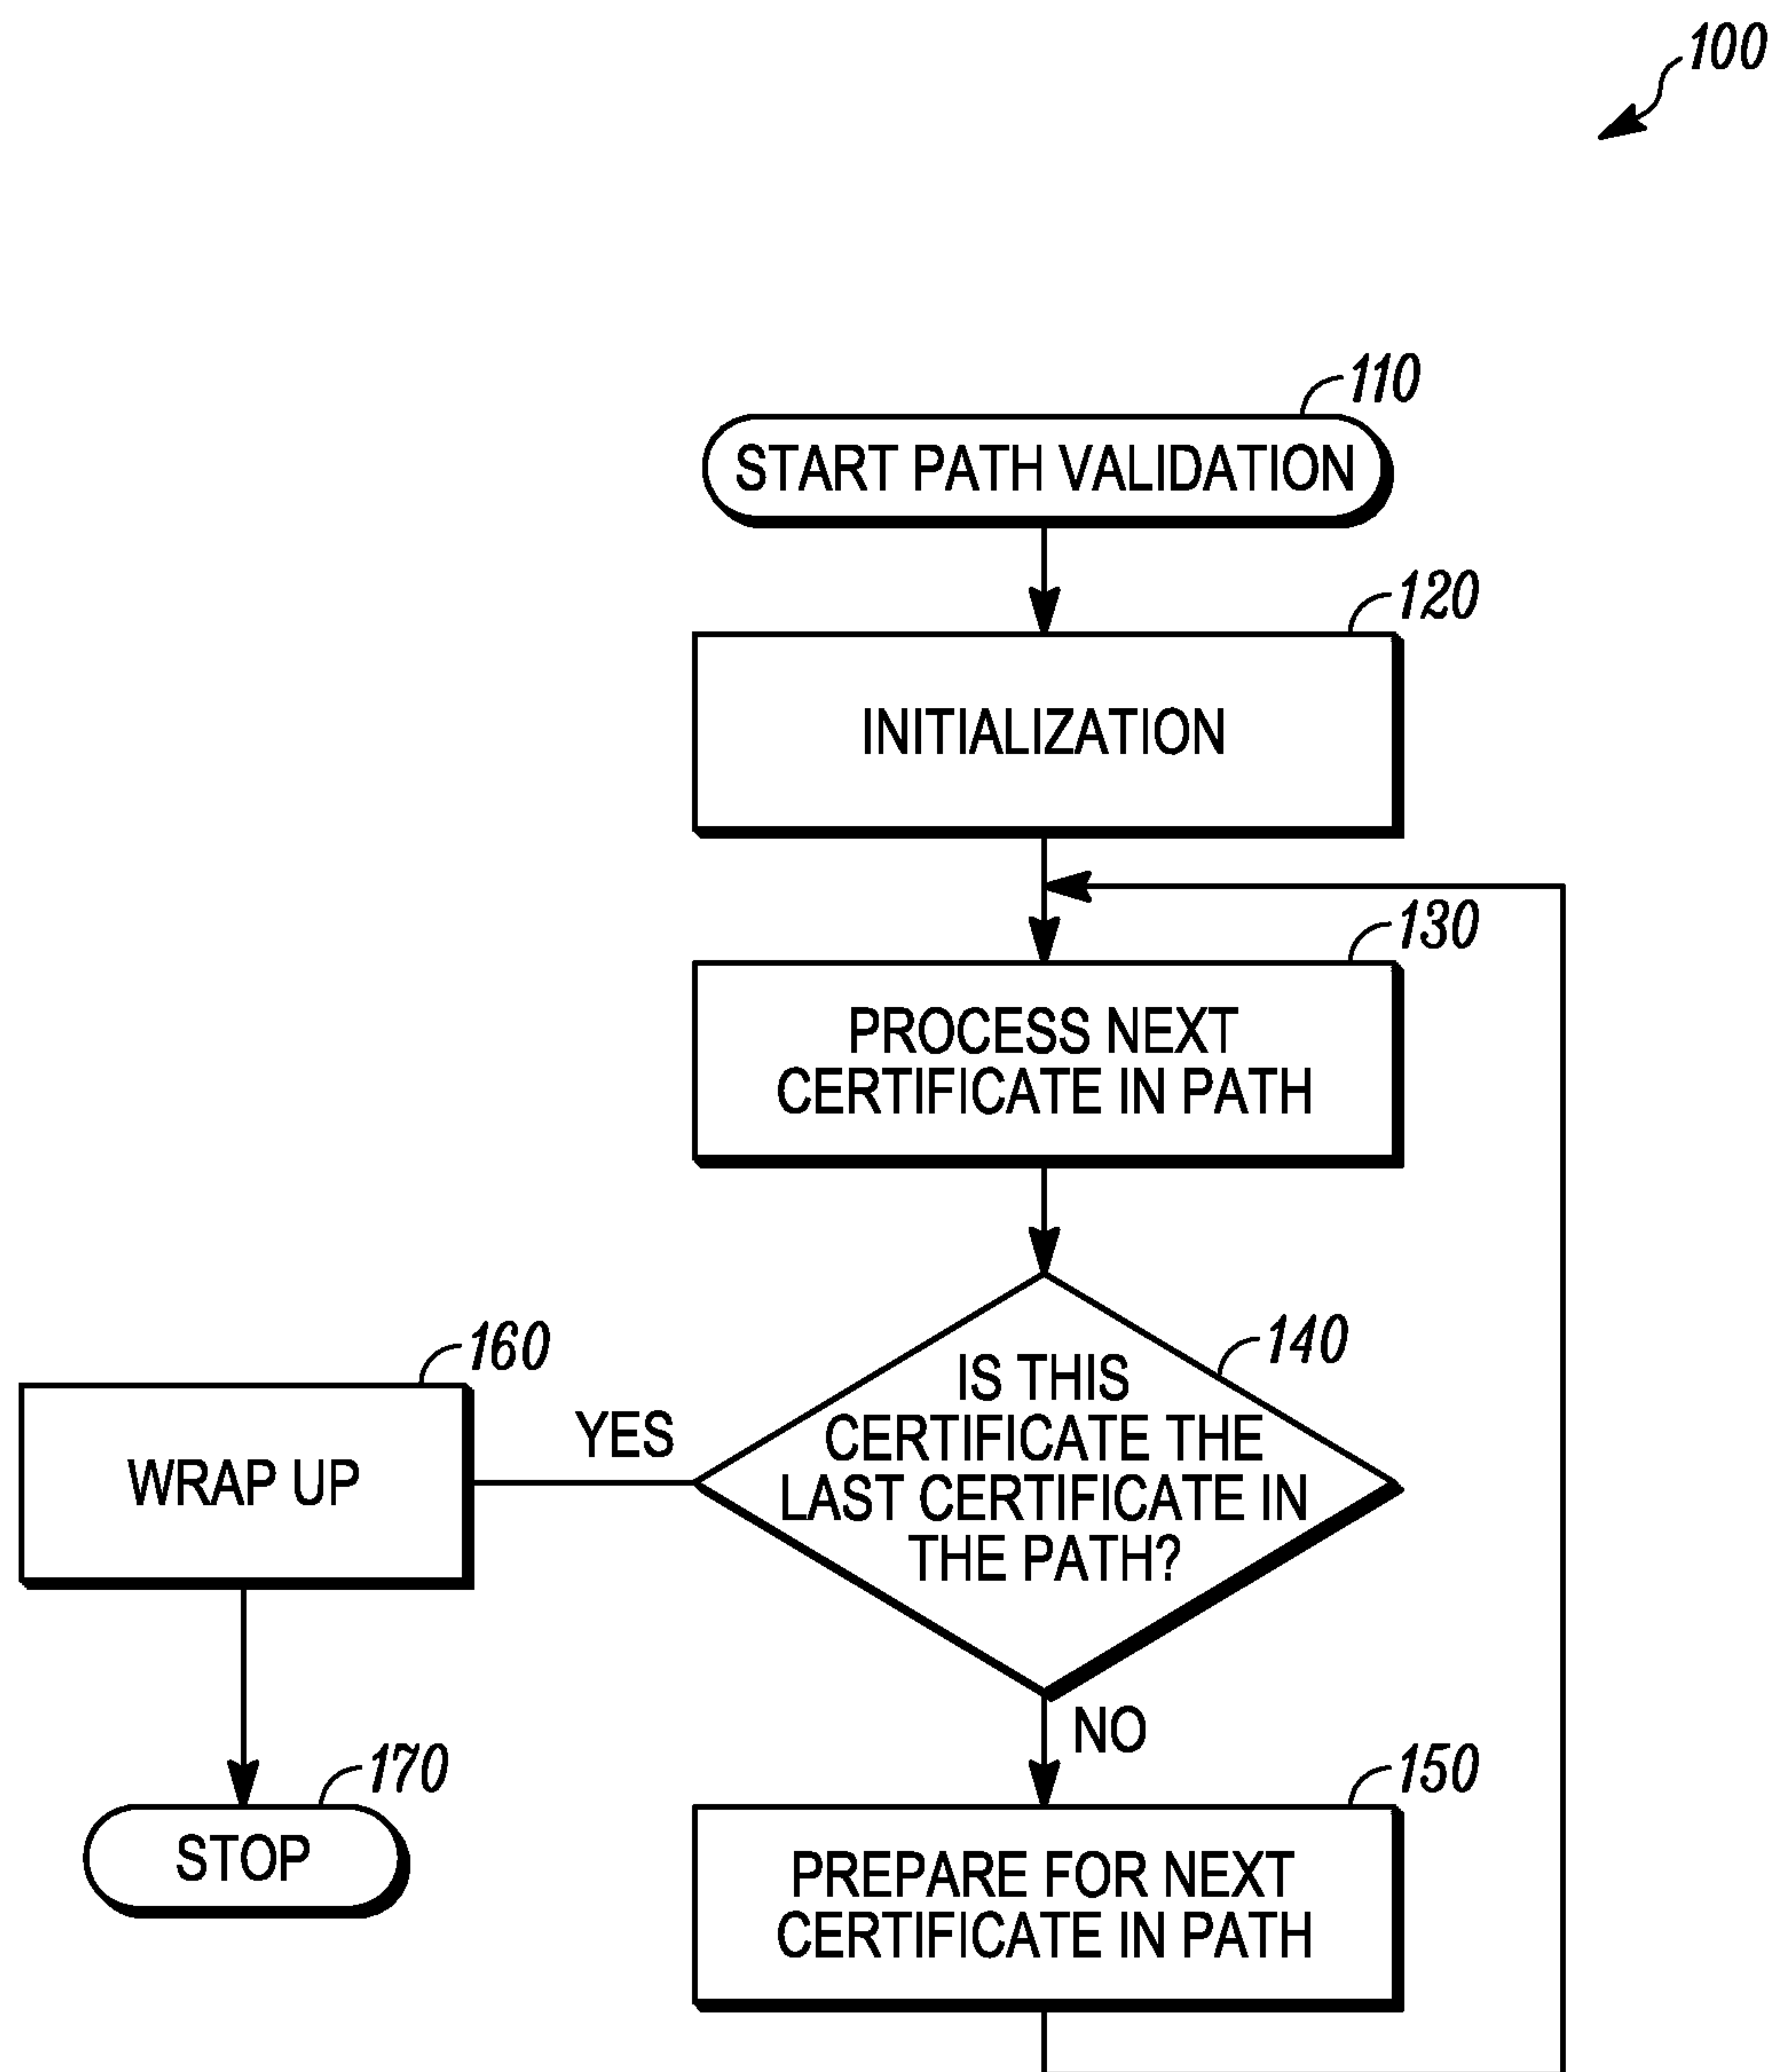 100
110
START PATH VALIDATION
120
INITIALIZATION
130
PROCESS NEXT
CERTIFICATE IN PATH
140
IS THIS
CERTIFICATE THE
LAST CERTIFICATE IN
THE PATH?
160
YES
WRAP UP
NO
170
STOP
150
PREPARE FOR NEXT
CERTIFICATE IN PATH